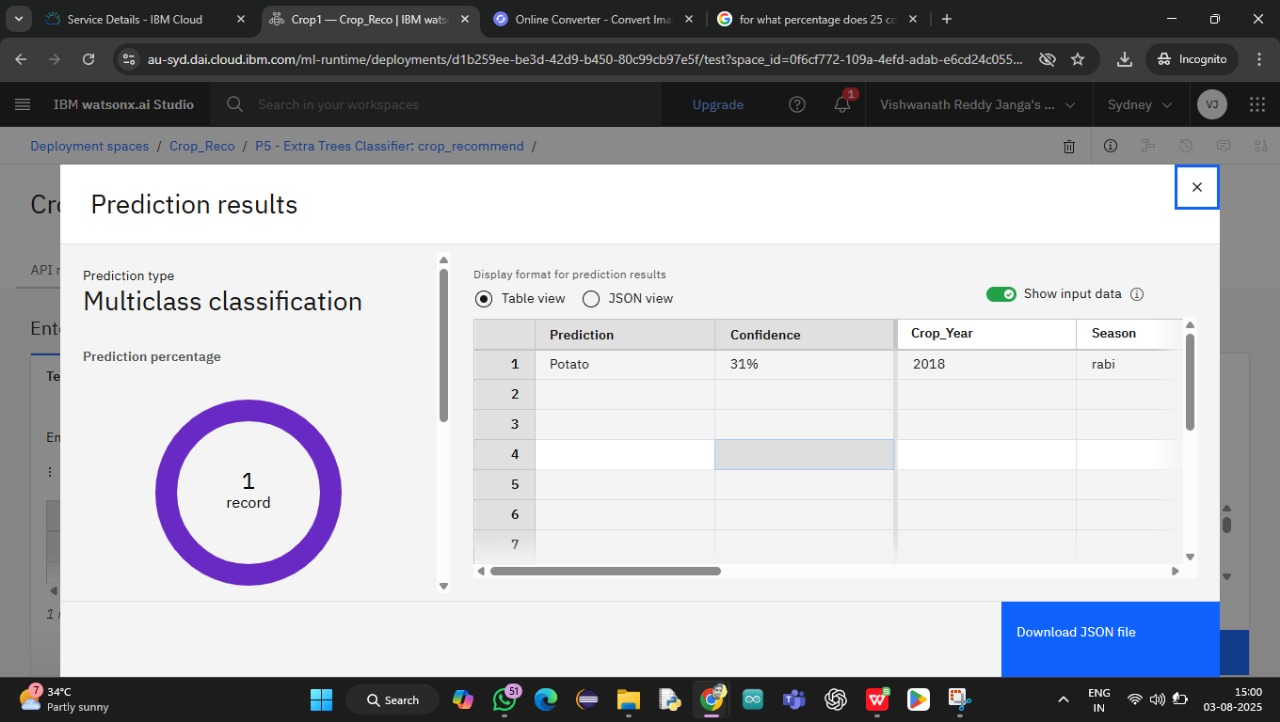 Service Details - IBM Cloud
Crop1 — Crop_Reco | IBM wats
Online Converter - Convert Ima
for what percentage does 25 co
au-syd.dai.cloud.ibm.com/ml-runtime/deployments/d1b259ee-be3d-42d9-b450-80c99cb97e5f/test?space_id=0f6cf772-109a-4efd-adab-e6cd24c055...
Incognito
IBM watsonx.ai Studio
Search in your workspaces
Upgrade
1
Vishwanath Reddy Janga's ...
Sydney
VJ
Deployment spaces / Crop_Reco / P5 - Extra Trees Classifier: crop_recommend /
Prediction results
Prediction type
Multiclass classification
Prediction percentage
1
record
Display format for prediction results
Table view
JSON view
Show input data
Prediction Confidence Crop_Year Season
1 Potato 31% 2018 rabi
2
3
4
5
6
7
Download JSON file
7
34°C
Partly sunny
Search
51
ENG
IN
15:00
03-08-2025